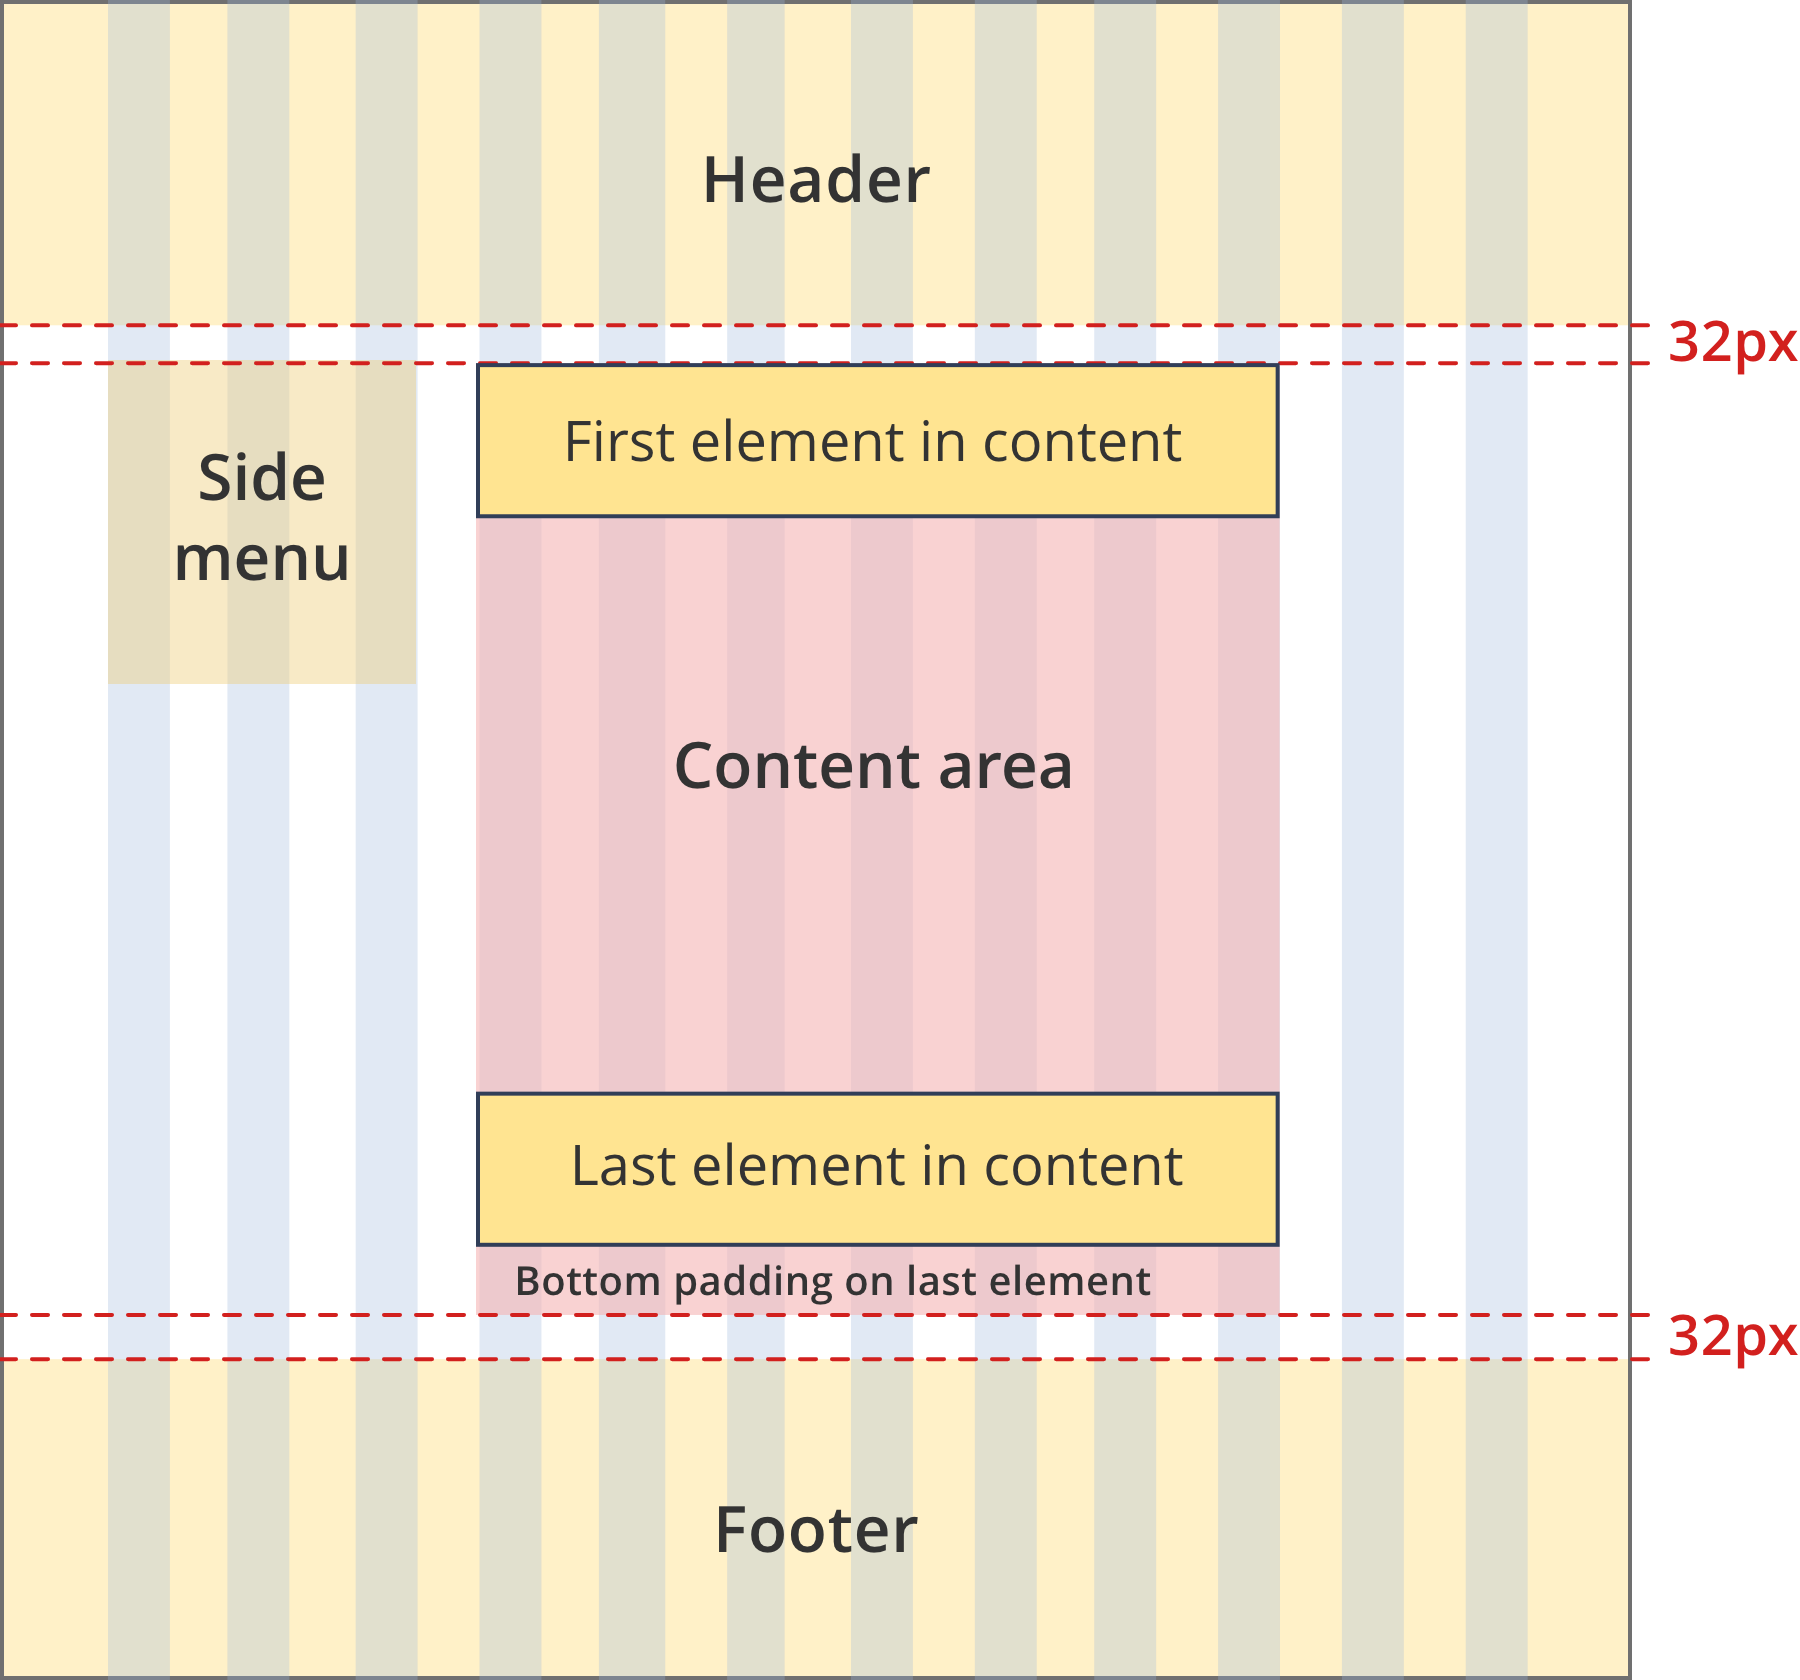 Header
32px
First element in content
Side
menu
Content area
Last element in content
Bottom padding on last element
32px
Footer